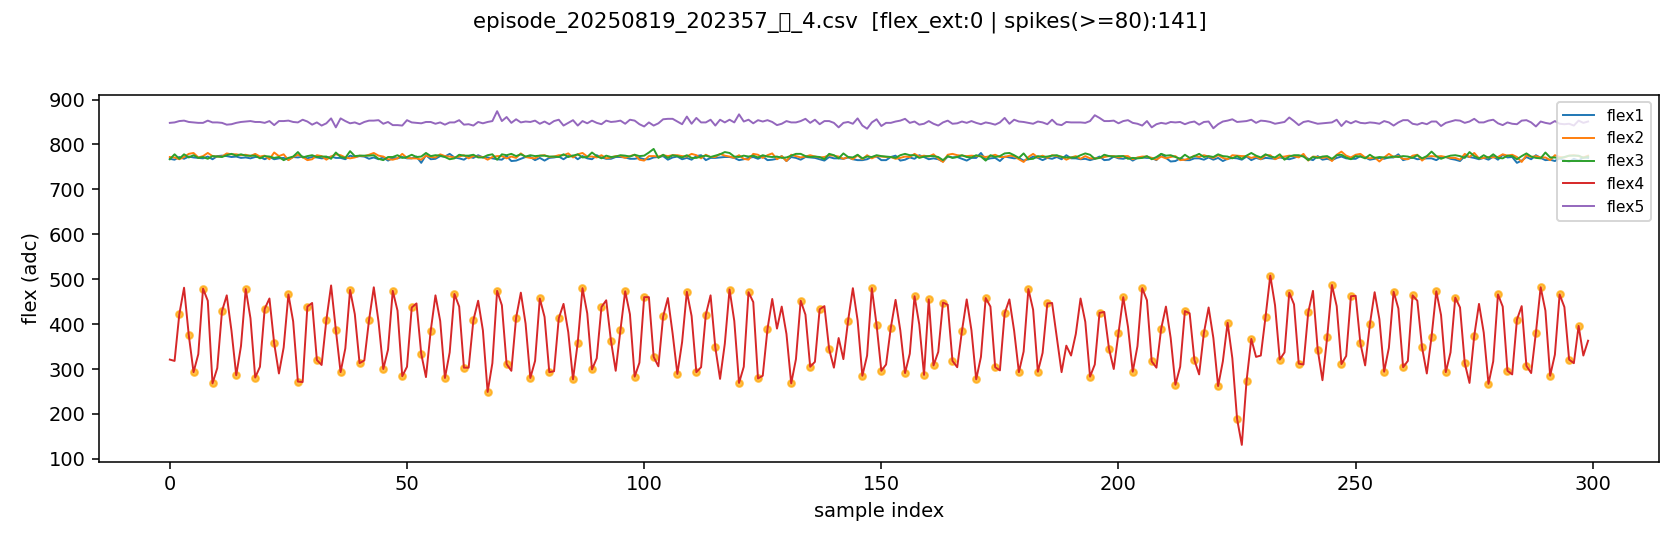 episode_20250819_202357_▯_4.csv [flex_ext:0 | spikes(>=80):141]
900
800
700
600
500
400
300
200
100
flex (adc)
flex1
flex2
flex3
flex4
flex5
0 50 100 150 200 250 300
sample index